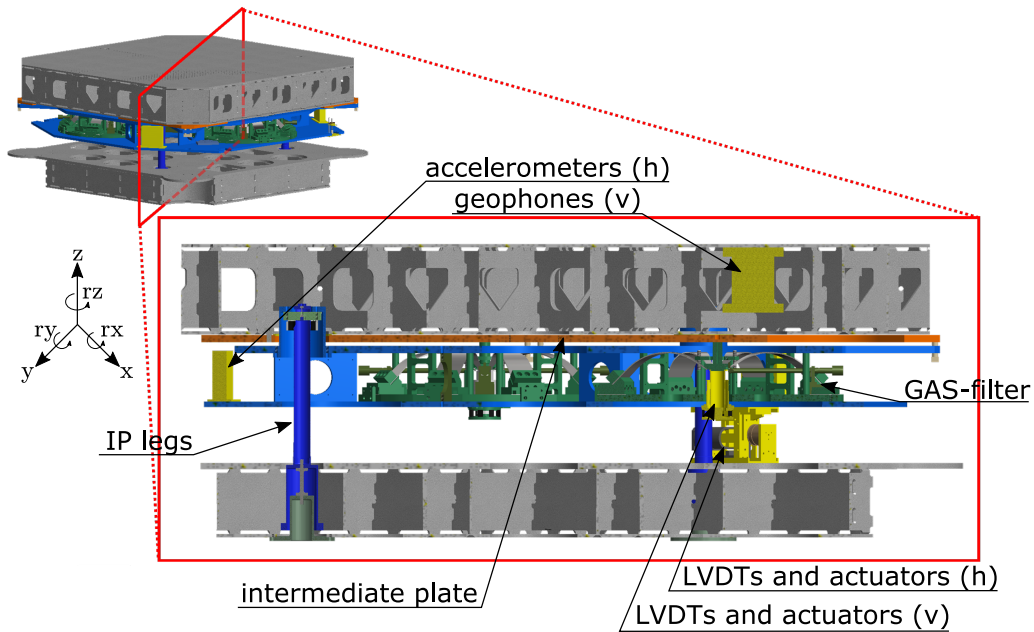 accelerometers (h)
geophones (v)
z
rz
ry
rx
y
x
GAS-filter
IP legs
LVDTs and actuators (h)
intermediate plate
LVDTs and actuators (v)